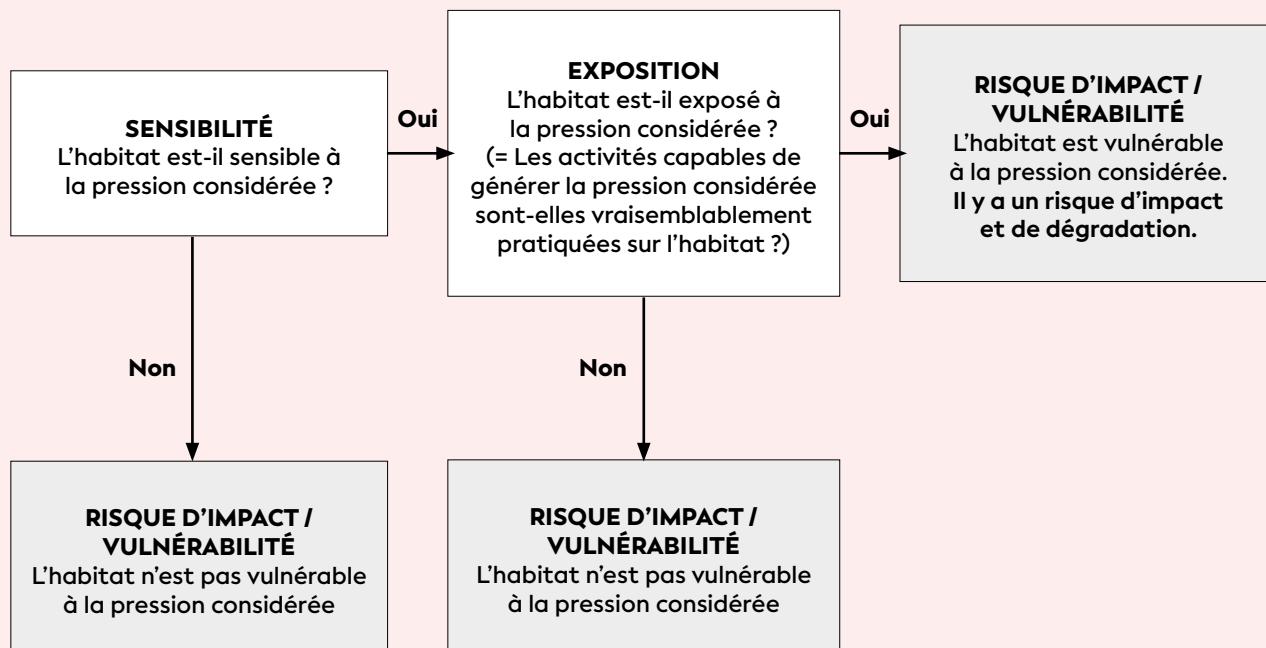 SENSIBILITÉ
L’habitat est-il sensible à
la pression considérée ?
Oui
EXPOSITION
L’habitat est-il exposé à
la pression considérée ?
(= Les activités capables de
générer la pression considérée
sont-elles vraisemblablement
pratiquées sur l’habitat ?)
Oui
RISQUE D’IMPACT /
VULNÉRABILITÉ
L’habitat est vulnérable
à la pression considérée.
Il y a un risque d’impact
et de dégradation.
Non
Non
RISQUE D’IMPACT /
VULNÉRABILITÉ
L’habitat n’est pas vulnérable
à la pression considérée
RISQUE D’IMPACT /
VULNÉRABILITÉ
L’habitat n’est pas vulnérable
à la pression considérée